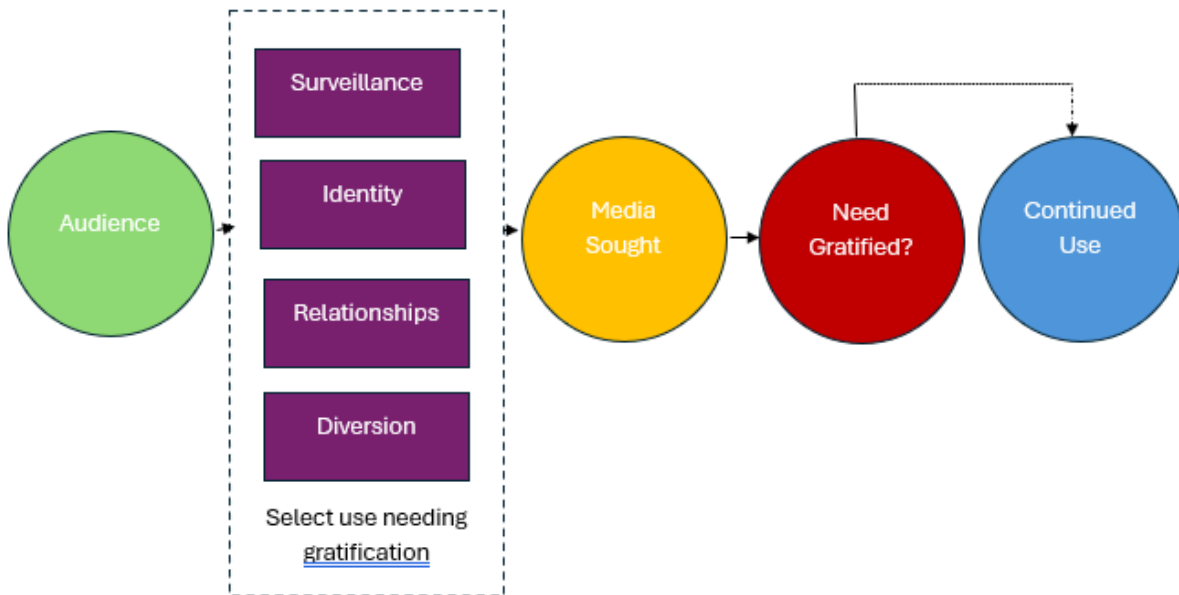 Audience
Surveillance
Identity
Relationships
Diversion
Select use needing
gratification
Media
Sought
Need
Gratified?
Continued
Use